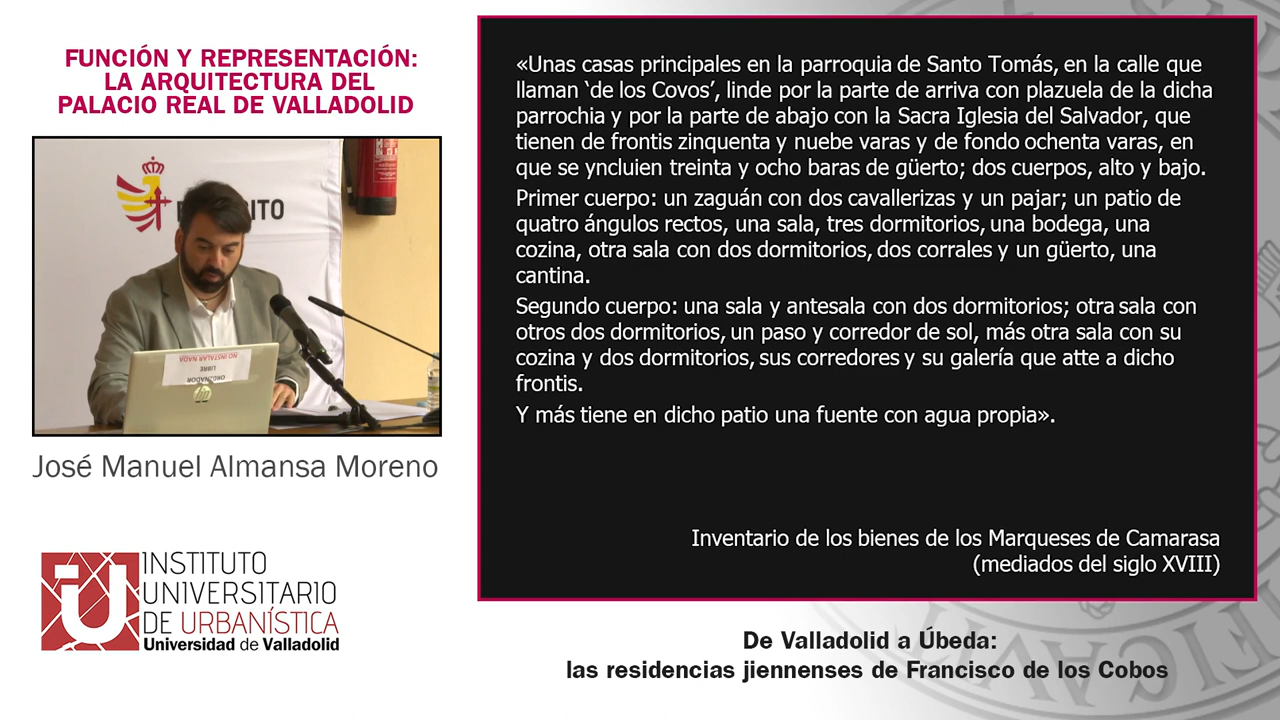 FUNCIÓN Y REPRESENTACIÓN:
LA ARQUITECTURA DEL
PALACIO REAL DE VALLADOLID
«Unas casas principales en la parroquia de Santo Tomás, en la calle que
llaman ‘de los Covos’, linde por la parte de arriva con plazuela de la dicha
parrochia y por la parte de abajo con la Sacra Iglesia del Salvador, que
tienen de frontis zinquenta y nuebe varas y de fondo ochenta varas, en
que se yncluien treinta y ocho baras de güerto; dos cuerpos, alto y bajo.
Primer cuerpo: un zaguán con dos cavallerizas y un pajar; un patio de
quatro ángulos rectos, una sala, tres dormitorios, una bodega, una
cozina, otra sala con dos dormitorios, dos corrales y un güerto, una
cantina.
Segundo cuerpo: una sala y antesala con dos dormitorios; otra sala con
otros dos dormitorios, un paso y corredor de sol, más otra sala con su
cozina y dos dormitorios, sus corredores y su galería que atte a dicho
frontis.
Y más tiene en dicho patio una fuente con agua propia».
Inventario de los bienes de los Marqueses de Camarasa
(mediados del siglo XVIII)
NO INSTALAR NADA
LIBRE
ORDENADOR
hp
José Manuel Almansa Moreno
iU
INSTITUTO
UNIVERSITARIO
DE URBANÍSTICA
Universidad de Valladolid
De Valladolid a Úbeda:
las residencias jiennenses de Francisco de los Cobos